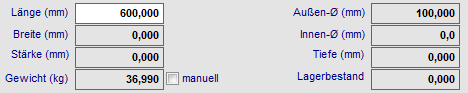 Länge (mm) 600,000 Außen-Ø (mm) 100,000
Breite (mm) 0,000 Innen-Ø (mm) 0,0
Stärke (mm) 0,000 Tiefe (mm) 0,000
Gewicht (kg) 36,990 manuell Lagerbestand 0,000